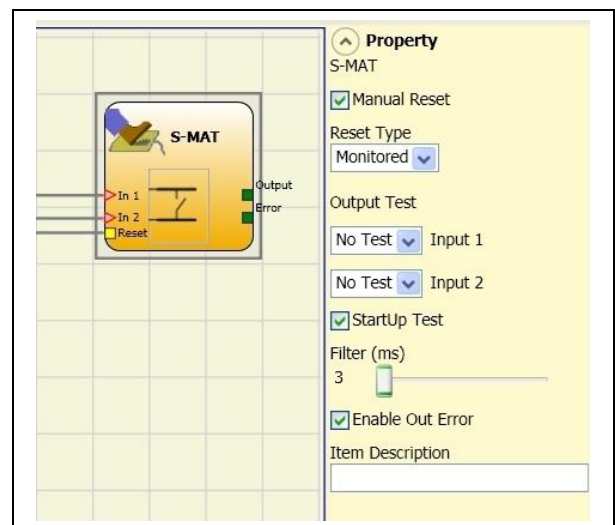 S-MAT
In 1
In 2
Reset
Output
Error
Property
S-MAT
Manual Reset
Reset Type
Monitored
Output Test
No Test Input 1
No Test Input 2
StartUp Test
Filter (ms)
3
Enable Out Error
Item Description